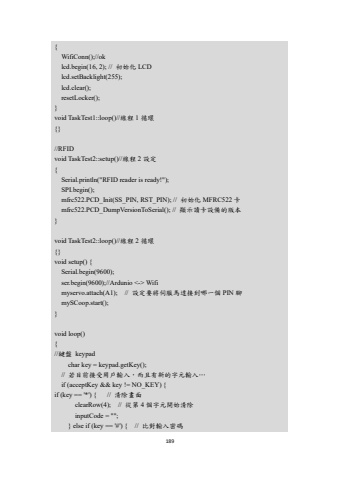 {
WifiConn();//ok
lcd.begin(16, 2); // 初始化 LCD
lcd.setBacklight(255);
lcd.clear();
resetLocker();
}
void TaskTest1::loop()//線程 1 循環
{}
//RFID
void TaskTest2::setup()//線程 2 設定
{
Serial.println("RFID reader is ready!");
SPI.begin();
mfrc522.PCD_Init(SS_PIN, RST_PIN); // 初始化 MFRC522 卡
mfrc522.PCD_DumpVersionToSerial(); // 顯示讀卡設備的版本
}
void TaskTest2::loop()//線程 2 循環
{}
void setup() {
Serial.begin(9600);
ser.begin(9600);//Ardunio <-> Wifi
myservo.attach(A1); // 設定要將伺服馬達接到哪一個 PIN 腳
mySCoop.start();
}
void loop()
{
//鍵盤 keypad
char key = keypad.getKey();
// 若目前接受用戶輸入，而且有新的字元輸入…
if (acceptKey && key != NO_KEY) {
if (key == '*') { // 清除畫面
clearRow(4); // 從第 4 個字元開始清除
inputCode = "";
} else if (key == '#') { // 比對輸入密碼
189